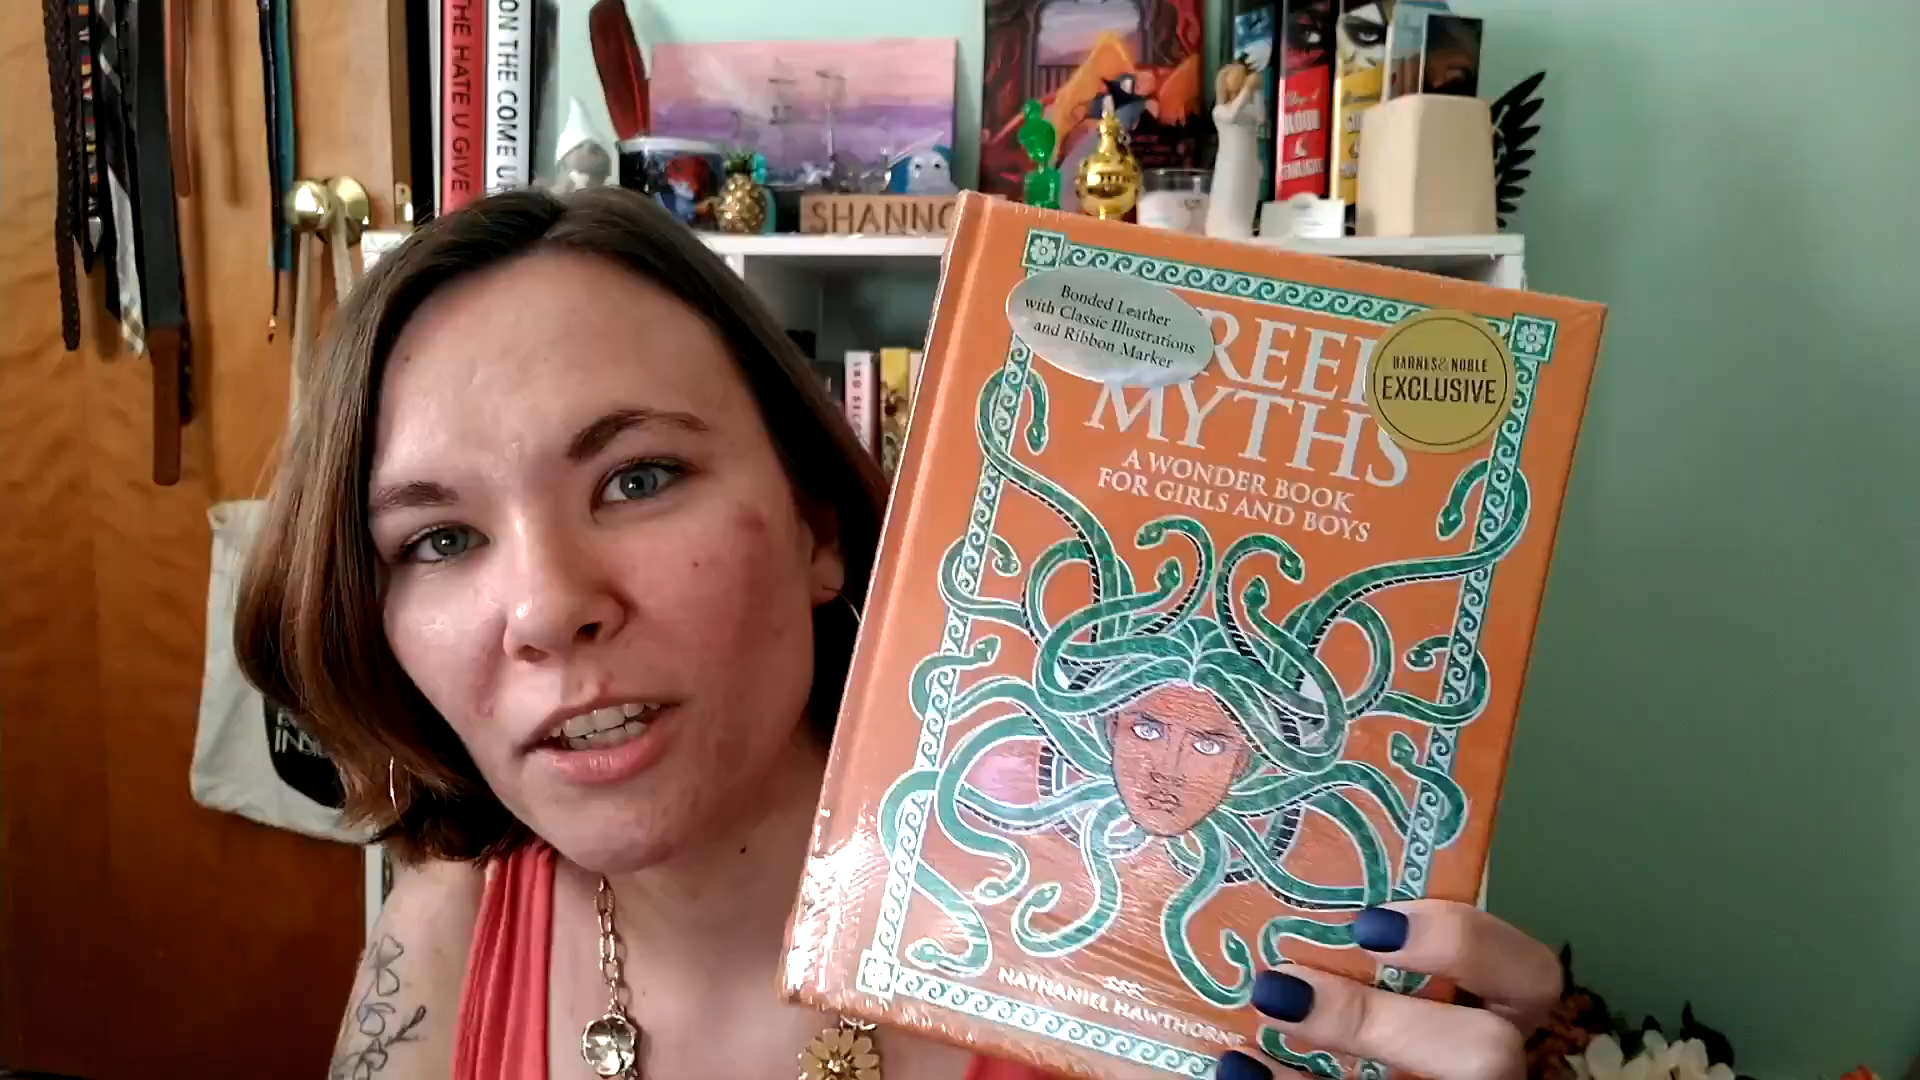 THE HATE U GIVE
ON THE COME UP
SHANNO
Bonded Leather
with Classic Illustrations
and Ribbon Marker
BARNES & NOBLE
EXCLUSIVE
REE
MYTHS
A WONDER BOOK
FOR GIRLS AND BOYS
NATHANIEL HAWTHORNE